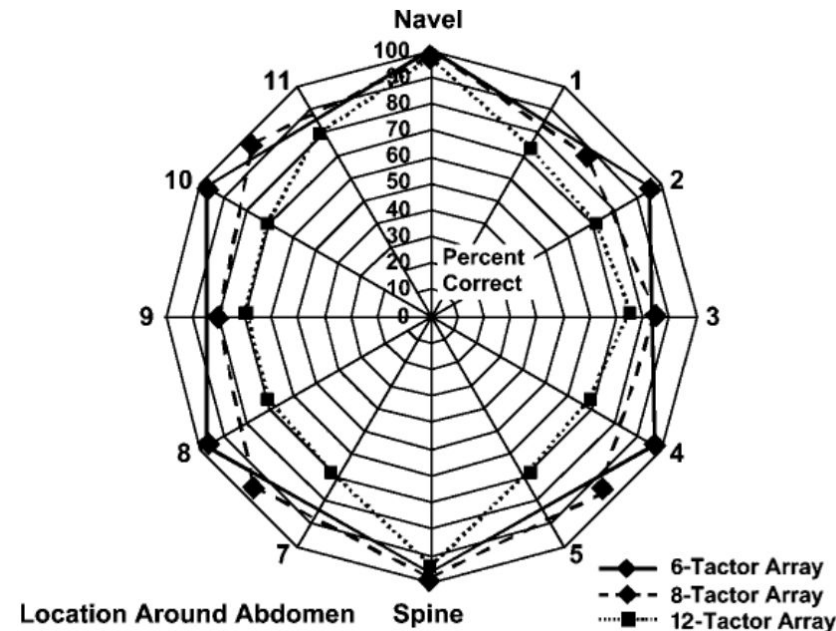 Navel
11
1
100
90
80
70
60
50
40
30
20
10
0
Percent
Correct
10
2
9
3
8
4
7
5
6-Tactor Array
8-Tactor Array
12-Tactor Array
Location Around Abdomen
Spine